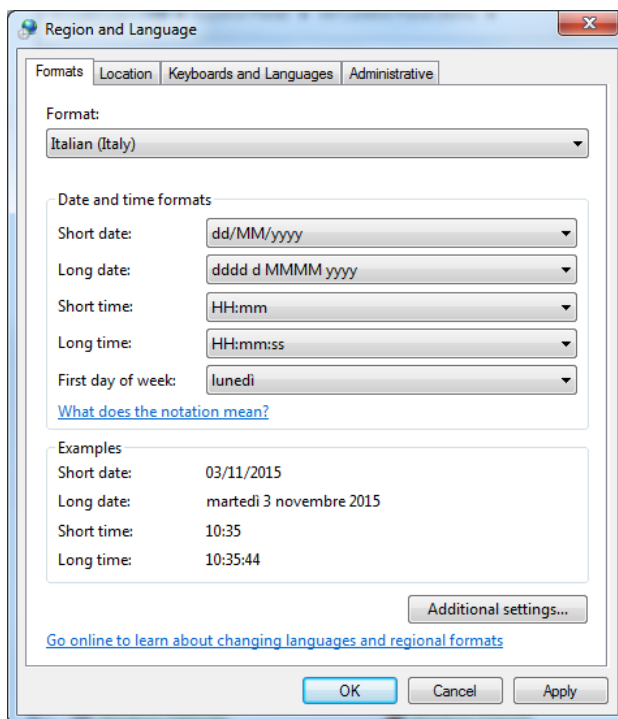 Region and Language
Formats Location Keyboards and Languages Administrative
Format:
Italian (Italy)
Date and time formats
Short date: dd/MM/yyyy
Long date: dddd d MMMM yyyy
Short time: HH:mm
Long time: HH:mm:ss
First day of week: lunedì
What does the notation mean?
Examples
Short date: 03/11/2015
Long date: martedì 3 novembre 2015
Short time: 10:35
Long time: 10:35:44
Additional settings...
Go online to learn about changing languages and regional formats
OK Cancel Apply